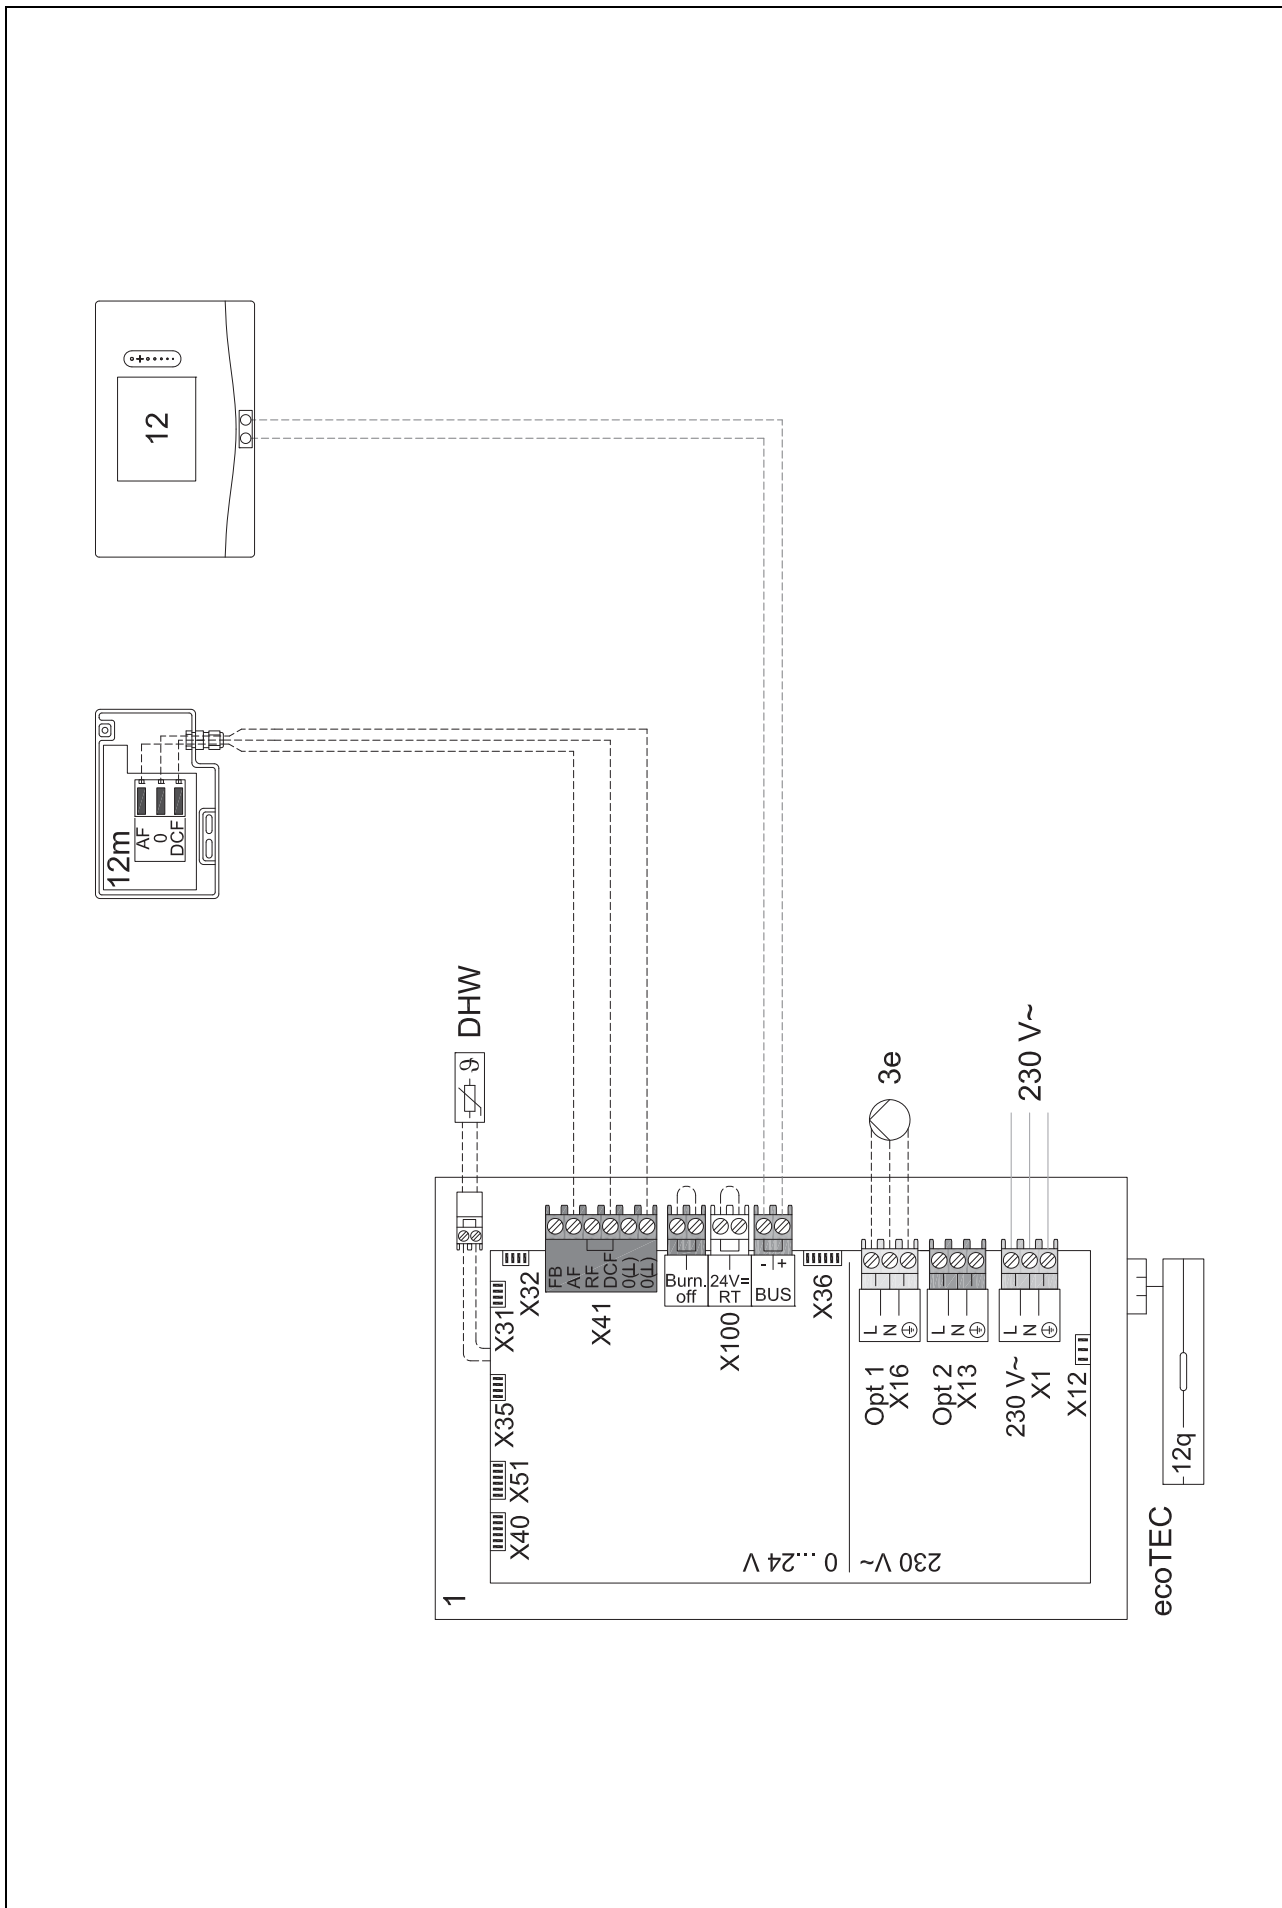 12
12m
AF
0
DCF
DHW
ϑ
3e
230 V~
X32
X31
X35
X51
X40
FB
AF
RF
DCF
0(⊥)
0(⊥)
X41
Burn.
off
24V=
RT
X100
- +
BUS
X36
L
N
Opt 1
X16
L
N
Opt 2
X13
L
N
230 V~
X1
X12
0 ...24 V
230 V~
1
12q
ecoTEC